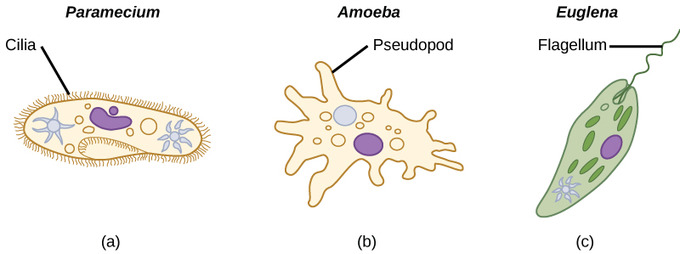 Paramecium
Amoeba
Euglena
Cilia
Pseudopod
Flagellum
(a)
(b)
(c)